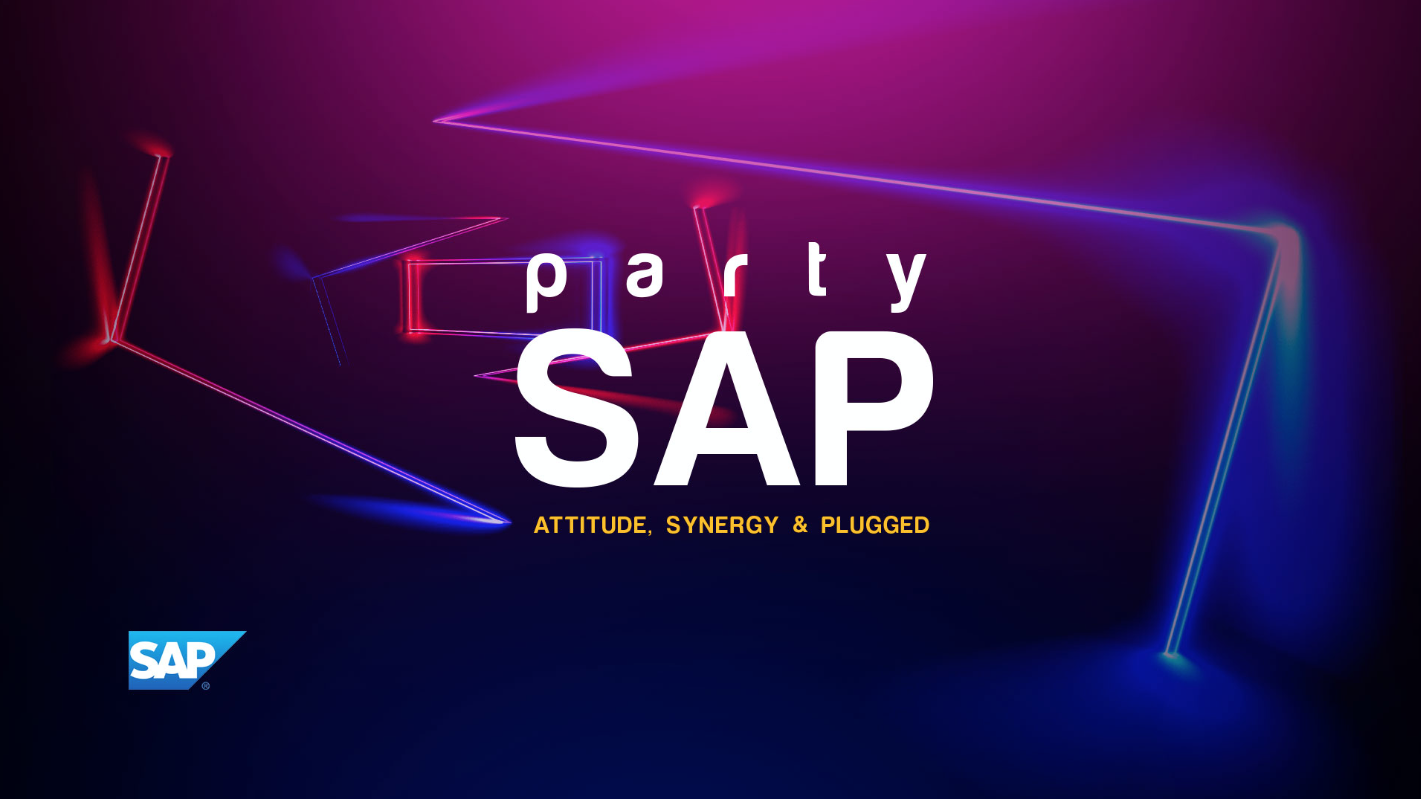 party
SAP
ATTITUDE, SYNERGY & PLUGGED
SAP®